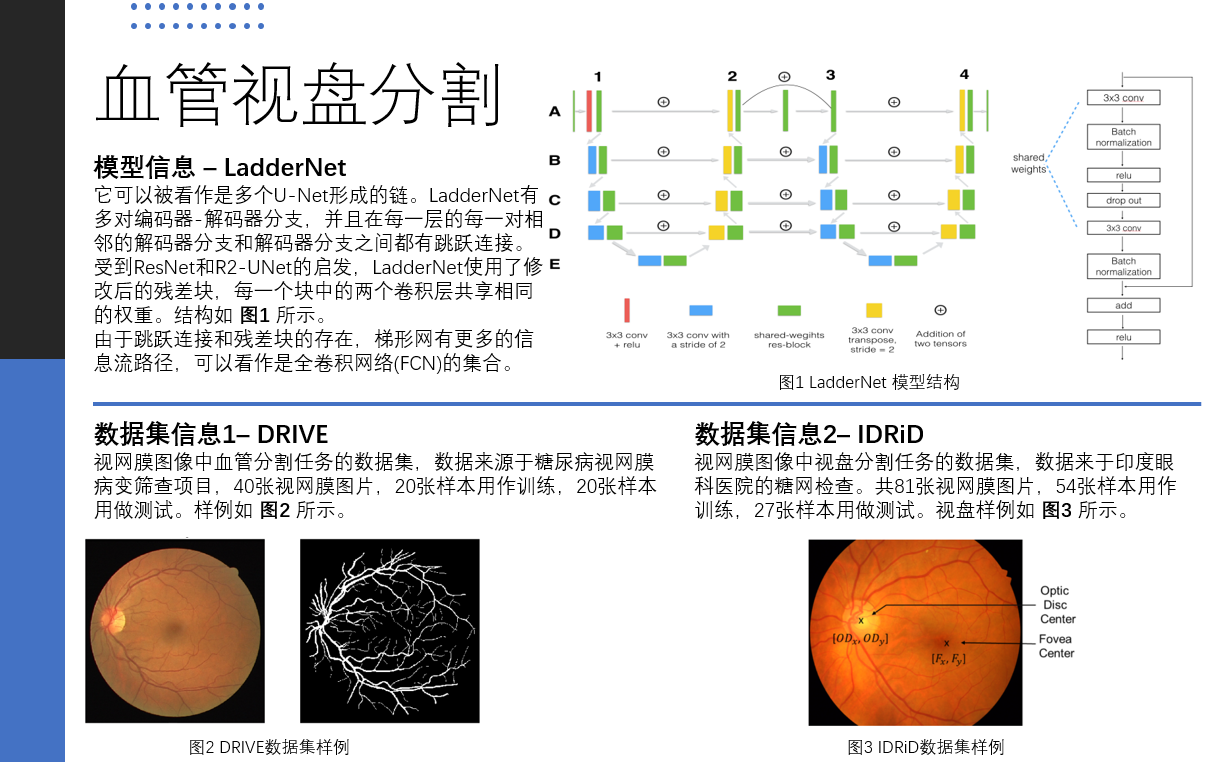 血管视盘分割
模型信息 – LadderNet
它可以被看作是多个U-Net形成的链。LadderNet有
多对编码器-解码器分支，并且在每一层的每一对相
邻的解码器分支和解码器分支之间都有跳跃连接。
受到ResNet和R2-UNet的启发，LadderNet使用了修
改后的残差块，每一个块中的两个卷积层共享相同
的权重。结构如 图1 所示。
由于跳跃连接和残差块的存在，梯形网有更多的信
息流路径，可以看作是全卷积网络(FCN)的集合。
1 2 3 4
A
B
C
D
E
3x3 conv
+ relu
3x3 conv with
a stride of 2
shared-wegihts
res-block
3x3 conv
transpose,
stride = 2
Addition of
two tensors
shared
weights
3x3 conv
Batch
normalization
relu
drop out
3x3 conv
Batch
normalization
add
relu
图1 LadderNet 模型结构
数据集信息1– DRIVE
视网膜图像中血管分割任务的数据集，数据来源于糖尿病视网膜
病变筛查项目，40张视网膜图片，20张样本用作训练，20张样本
用做测试。样例如 图2 所示。
图2 DRIVE数据集样例
数据集信息2– IDRiD
视网膜图像中视盘分割任务的数据集，数据来于印度眼
科医院的糖网检查。共81张视网膜图片，54张样本用作
训练，27张样本用做测试。视盘样例如 图3 所示。
Optic
Disc
Center
Fovea
Center
x
[ODx, ODy]
x
[Fx, Fy]
图3 IDRiD数据集样例